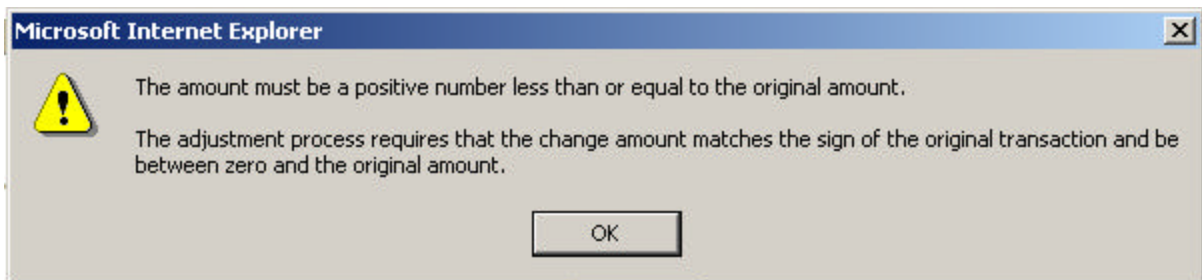 Microsoft Internet Explorer
The amount must be a positive number less than or equal to the original amount.
The adjustment process requires that the change amount matches the sign of the original transaction and be
between zero and the original amount.
OK